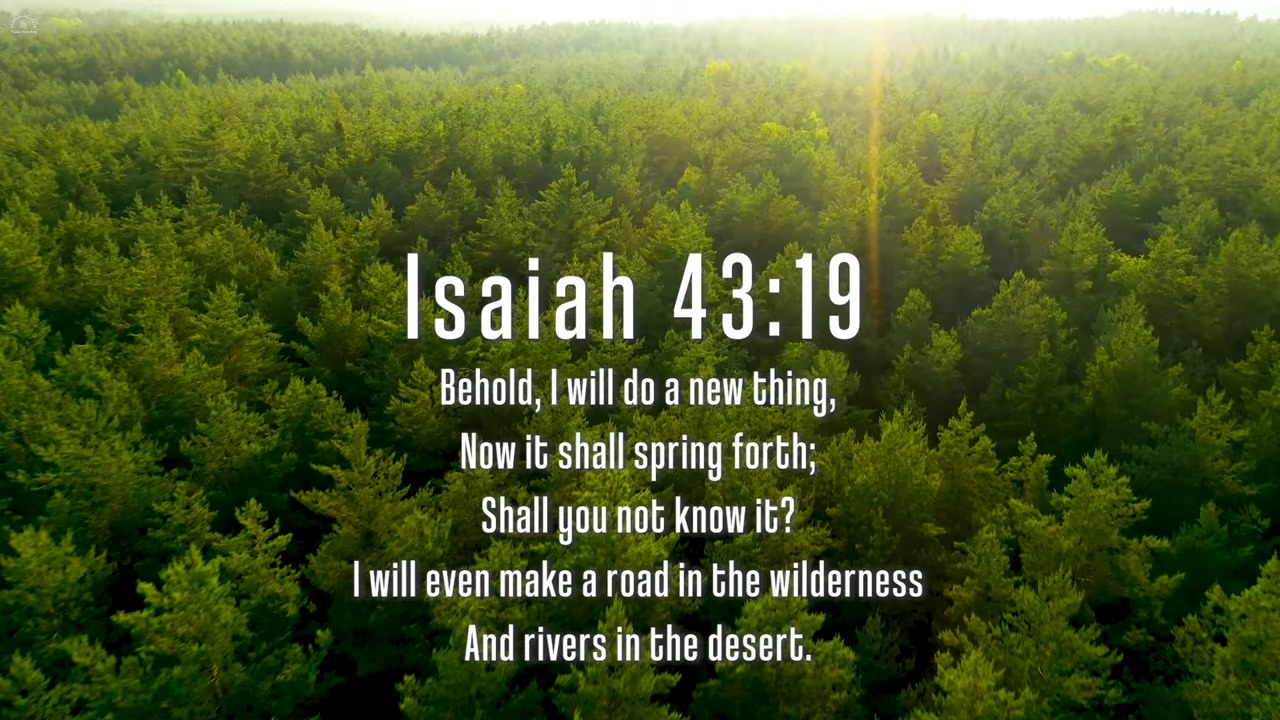 Isaiah 43:19
Behold, I will do a new thing,
Now it shall spring forth;
Shall you not know it?
I will even make a road in the wilderness
And rivers in the desert.